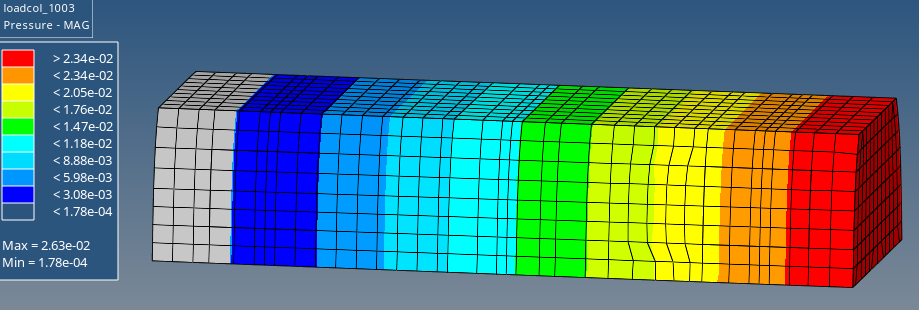 loadcol_1003
Pressure - MAG
> 2.34e-02
< 2.34e-02
< 2.05e-02
< 1.76e-02
< 1.47e-02
< 1.18e-02
< 8.88e-03
< 5.98e-03
< 3.08e-03
< 1.78e-04
Max = 2.63e-02
Min = 1.78e-04